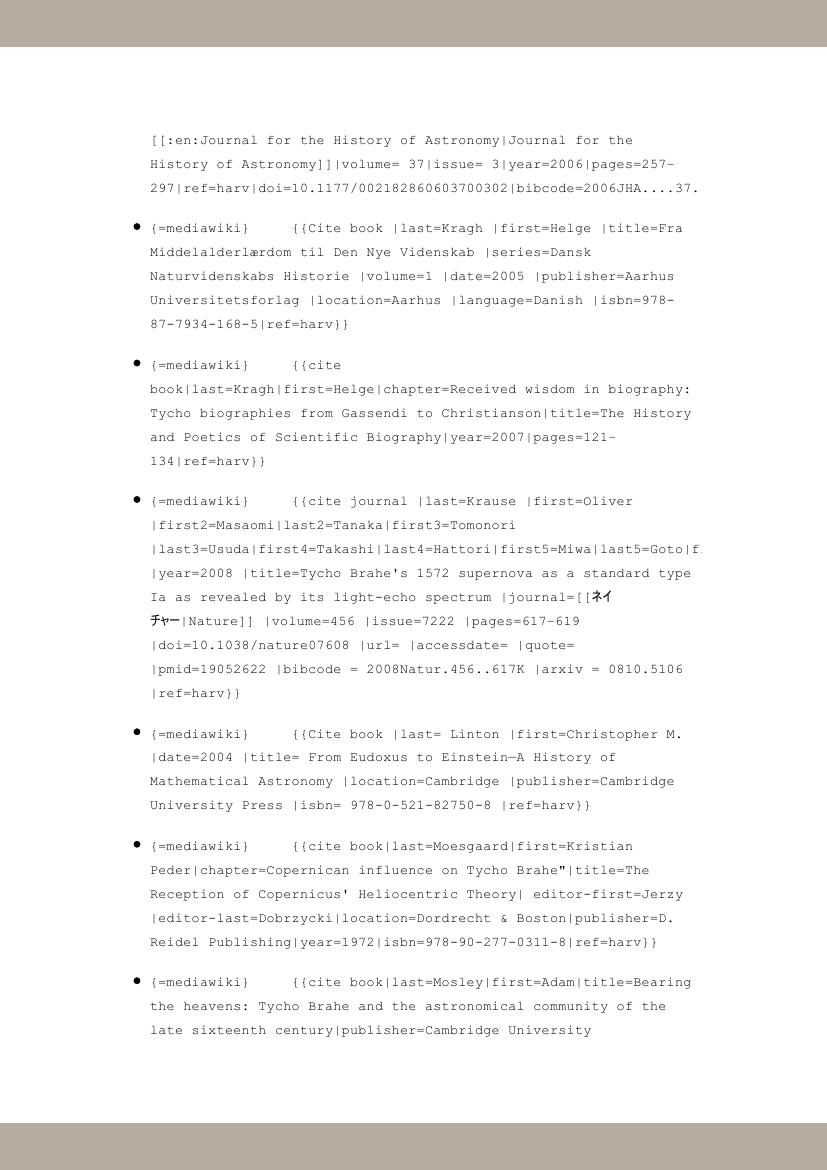 [[:en:Journal for the History of Astronomy|Journal for the
History of Astronomy]]|volume= 37|issue= 3|year=2006|pages=257–
297|ref=harv|doi=10.1177/002182860603700302|bibcode=2006JHA....37.
• {=mediawiki} {{Cite book |last=Kragh |first=Helge |title=Fra
Middelalderlærdom til Den Nye Videnskab |series=Dansk
Naturvidenskabs Historie |volume=1 |date=2005 |publisher=Aarhus
Universitetsforlag |location=Aarhus |language=Danish |isbn=978-
87-7934-168-5|ref=harv}}
• {=mediawiki} {{cite
book|last=Kragh|first=Helge|chapter=Received wisdom in biography:
Tycho biographies from Gassendi to Christianson|title=The History
and Poetics of Scientific Biography|year=2007|pages=121–
134|ref=harv}}
• {=mediawiki} {{cite journal |last=Krause |first=Oliver
|first2=Masaomi|last2=Tanaka|first3=Tomonori
|last3=Usuda|first4=Takashi|last4=Hattori|first5=Miwa|last5=Goto|f
|year=2008 |title=Tycho Brahe's 1572 supernova as a standard type
Ia as revealed by its light-echo spectrum |journal=[[ネイ
チャー|Nature]] |volume=456 |issue=7222 |pages=617–619
|doi=10.1038/nature07608 |url= |accessdate= |quote=
|pmid=19052622 |bibcode = 2008Natur.456..617K |arxiv = 0810.5106
|ref=harv}}
• {=mediawiki} {{Cite book |last= Linton |first=Christopher M.
|date=2004 |title= From Eudoxus to Einstein—A History of
Mathematical Astronomy |location=Cambridge |publisher=Cambridge
University Press |isbn= 978-0-521-82750-8 |ref=harv}}
• {=mediawiki} {{cite book|last=Moesgaard|first=Kristian
Peder|chapter=Copernican influence on Tycho Brahe"|title=The
Reception of Copernicus' Heliocentric Theory| editor-first=Jerzy
|editor-last=Dobrzycki|location=Dordrecht & Boston|publisher=D.
Reidel Publishing|year=1972|isbn=978-90-277-0311-8|ref=harv}}
• {=mediawiki} {{cite book|last=Mosley|first=Adam|title=Bearing
the heavens: Tycho Brahe and the astronomical community of the
late sixteenth century|publisher=Cambridge University